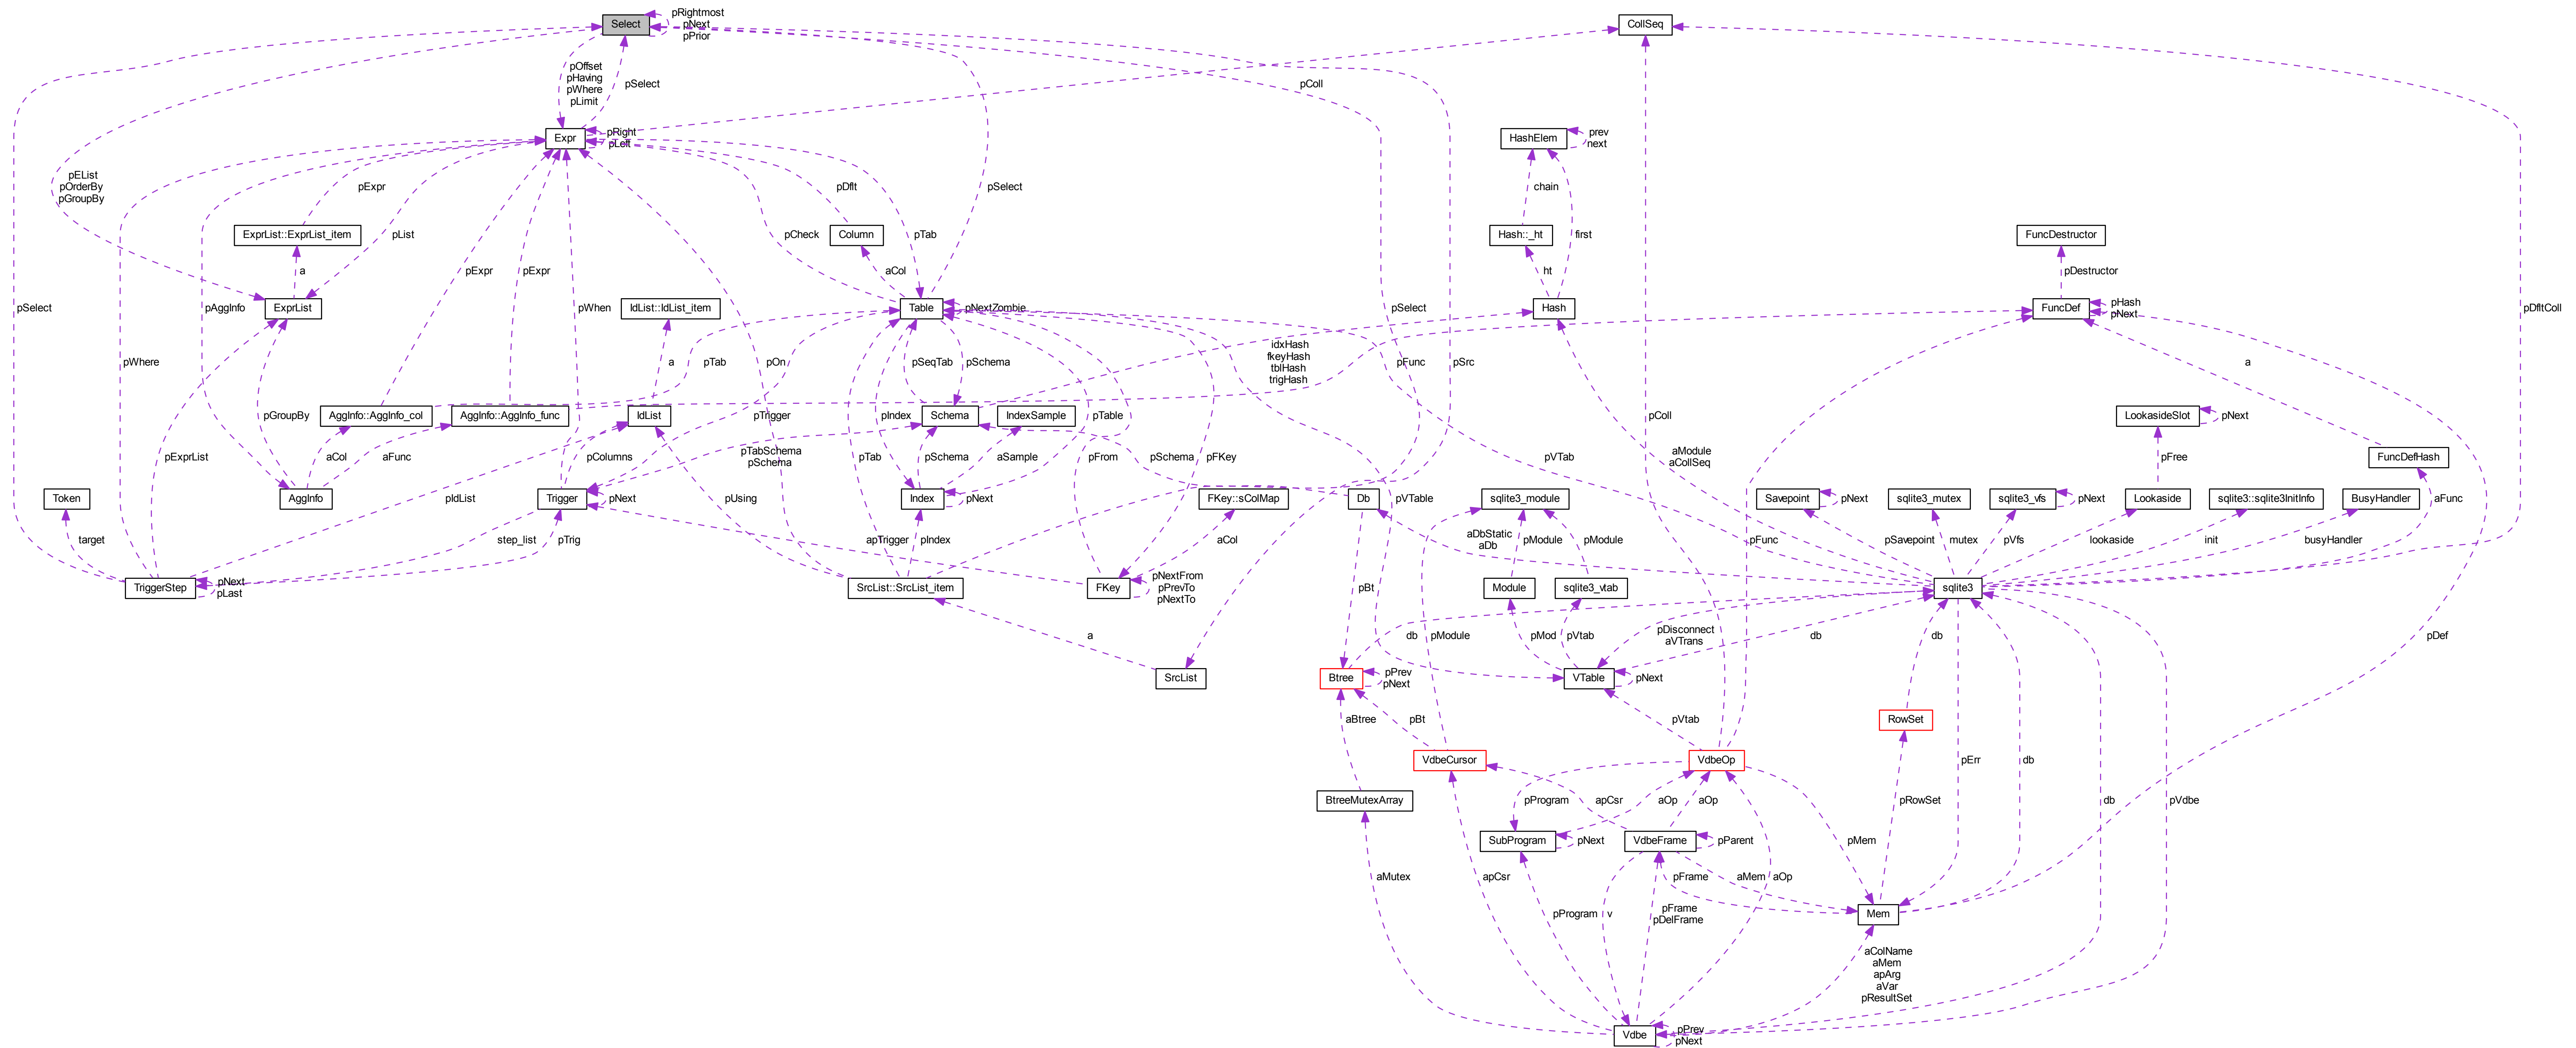 Select
pRightmost
pNext
pPrior
CollSeq
pOffset
pHaving
pWhere
pLimit
pSelect
pColl
Expr
pRight
pLeft
HashElem
prev
next
pEList
pOrderBy
pGroupBy
pExpr
pDflt
pSelect
chain
ExprList::ExprList_item
pList
pCheck
Column
pTab
Hash::_ht
first
FuncDestructor
a
pExpr
pExpr
aCol
ht
pDestructor
pSelect
ExprList
pAggInfo
pWhen
IdList::IdList_item
Table
pNextZombie
pSelect
Hash
FuncDef
pHash
pNext
pDfltColl
pWhere
pOn
a
pTab
pSeqTab
pSchema
idxHash
fkeyHash
tblHash
trigHash
pFunc
pSrc
a
pGroupBy
AggInfo::AggInfo_col
AggInfo::AggInfo_func
IdList
pTrigger
pIndex
Schema
IndexSample
pTable
pColl
LookasideSlot
pNext
pExprList
aCol
aFunc
pColumns
pTabSchema
pSchema
pTab
pSchema
aSample
pFrom
pFKey
pSchema
pVTab
aModule
aCollSeq
pFree
FuncDefHash
Token
AggInfo
pIdList
Trigger
pNext
pUsing
Index
pNext
FKey::sColMap
Db
pVTable
sqlite3_module
Savepoint
pNext
sqlite3_mutex
sqlite3_vfs
pNext
Lookaside
sqlite3::sqlite3InitInfo
BusyHandler
aFunc
target
step_list
pTrig
apTrigger
pIndex
aCol
aDbStatic
aDb
pModule
pModule
pFunc
pSavepoint
mutex
pVfs
lookaside
init
busyHandler
TriggerStep
pNext
pLast
SrcList::SrcList_item
FKey
pNextFrom
pPrevTo
pNextTo
pBt
Module
sqlite3_vtab
sqlite3
a
db
pModule
pMod
pVtab
pDisconnect
aVTrans
db
db
pDef
SrcList
Btree
pPrev
pNext
VTable
pNext
aBtree
pBt
pVtab
RowSet
VdbeCursor
VdbeOp
pErr
db
BtreeMutexArray
pProgram
apCsr
aOp
aOp
pRowSet
db
pVdbe
SubProgram
pNext
VdbeFrame
pParent
pMem
aMutex
apCsr
pFrame
aMem
aOp
pProgram
v
pFrame
pDelFrame
Mem
aColName
aMem
apArg
aVar
pResultSet
Vdbe
pPrev
pNext